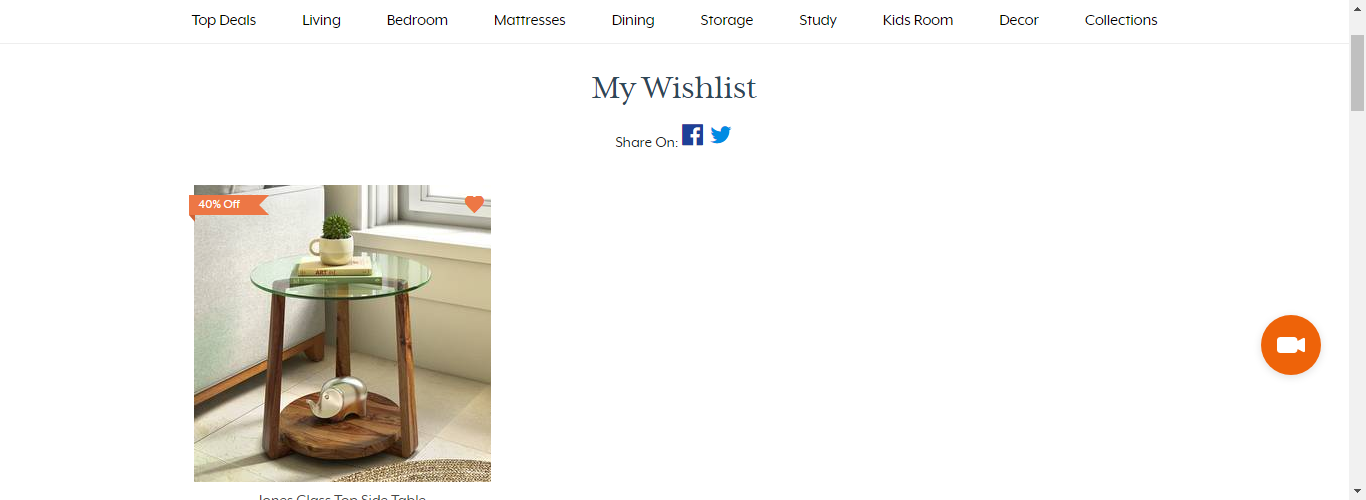 Top Deals Living Bedroom Mattresses Dining Storage Study Kids Room Decor Collections
My Wishlist
Share On:
40% Off
ART
Jones Glass Top Side Table